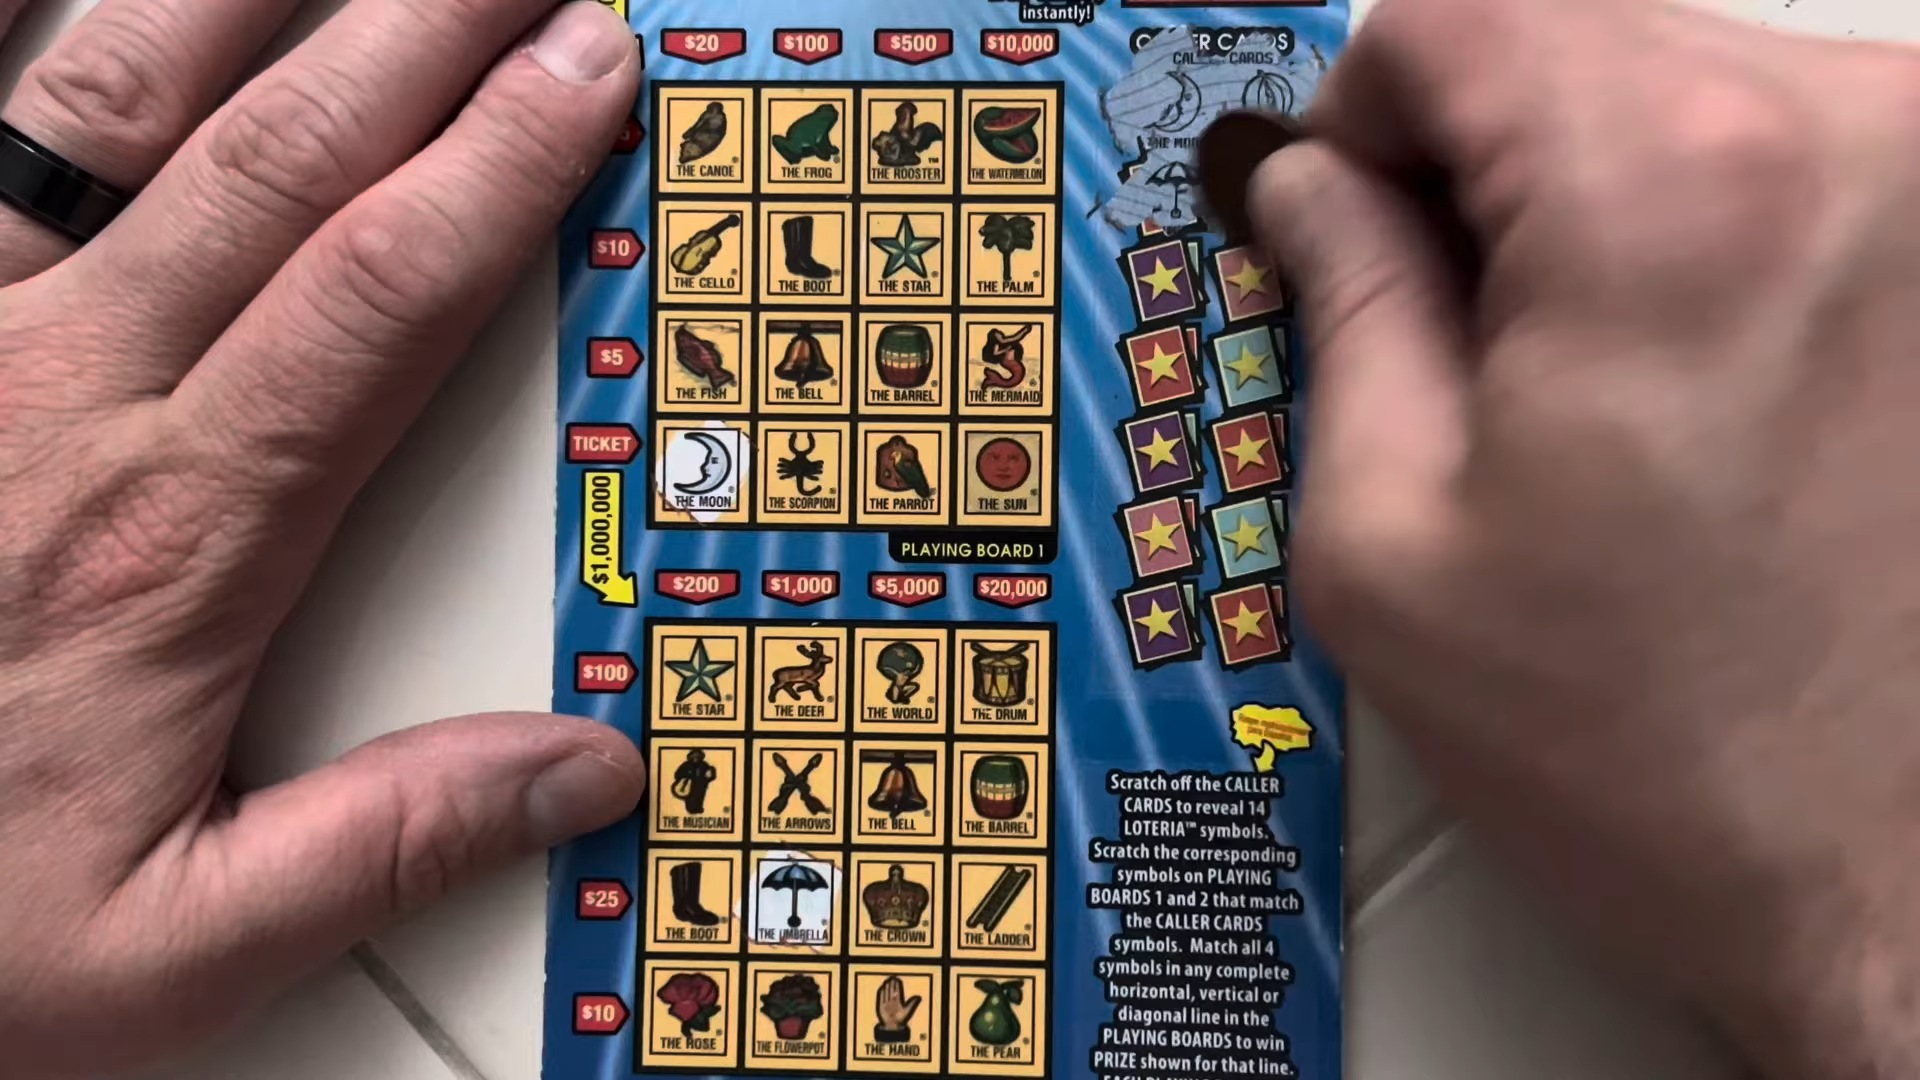 instantly!
$20 $100 $500 $10,000
CARDS
CARDS
THE CANOE THE FROG THE ROOSTER™ THE WATERMELON
$10
THE CELLO THE BOOT THE STAR THE PALM
$5
THE FISH THE BELL THE BARREL THE MERMAID
TICKET
THE MOON THE SCORPION THE PARROT THE SUN
$1,000,000
PLAYING BOARD 1
$200 $1,000 $5,000 $20,000
$100
THE STAR THE DEER THE WORLD THE DRUM
THE MUSICIAN THE ARROWS THE BELL THE BARREL
$25
THE BOOT THE UMBRELLA THE CROWN THE LADDER
$10
THE ROSE THE FLOWERPOT THE HAND THE PEAR
Scratch off the CALLER
CARDS to reveal 14
LOTERIA™ symbols.
Scratch the corresponding
symbols on PLAYING
BOARDS 1 and 2 that match
the CALLER CARDS
symbols. Match all 4
symbols in any complete
horizontal, vertical or
diagonal line in the
PLAYING BOARDS to win
PRIZE shown for that line.